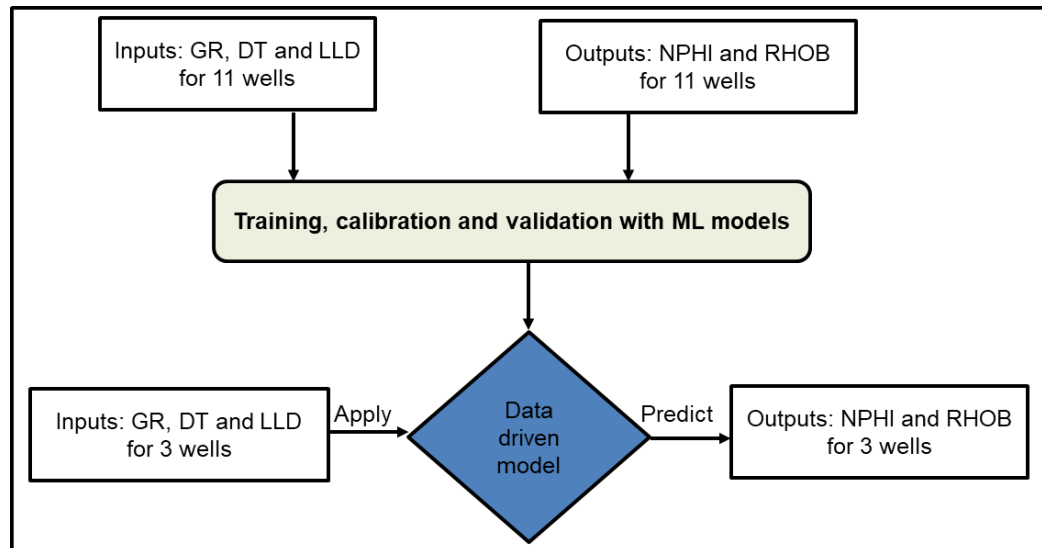 Inputs: GR, DT and LLD
for 11 wells
Outputs: NPHI and RHOB
for 11 wells
Training, calibration and validation with ML models
Inputs: GR, DT and LLD
for 3 wells
Apply
Data
driven
model
Predict
Outputs: NPHI and RHOB
for 3 wells